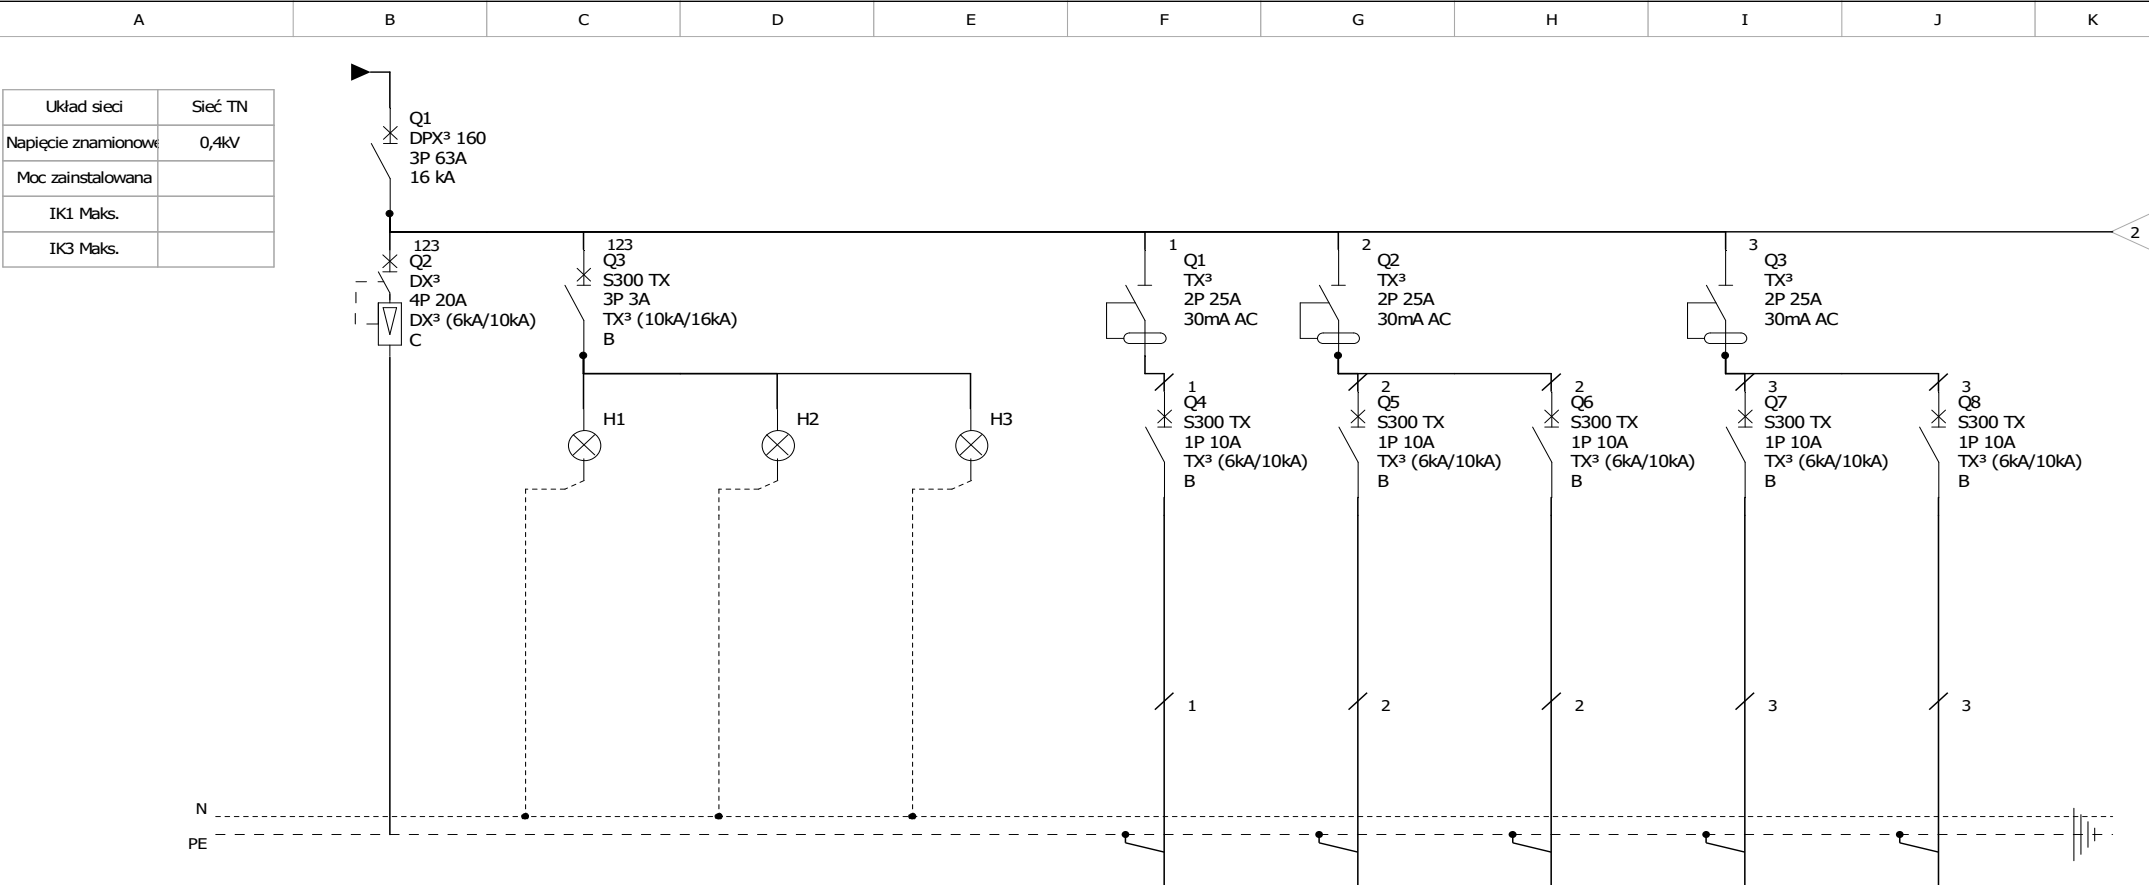 A B C D E F G H I J K
Układ sieci Sieć TN
Napięcie znamionowe 0,4kV
Moc zainstalowana
IK1 Maks.
IK3 Maks.
Q1
DPX³ 160
3P 63A
16 kA
2
123
Q2
DX³
4P 20A
DX³ (6kA/10kA)
C
123
Q3
S300 TX
3P 3A
TX³ (10kA/16kA)
B
1
Q1
TX³
2P 25A
30mA AC
2
Q2
TX³
2P 25A
30mA AC
3
Q3
TX³
2P 25A
30mA AC
H1
H2
H3
1
Q4
S300 TX
1P 10A
TX³ (6kA/10kA)
B
2
Q5
S300 TX
1P 10A
TX³ (6kA/10kA)
B
2
Q6
S300 TX
1P 10A
TX³ (6kA/10kA)
B
3
Q7
S300 TX
1P 10A
TX³ (6kA/10kA)
B
3
Q8
S300 TX
1P 10A
TX³ (6kA/10kA)
B
1
2
2
3
3
N
PE